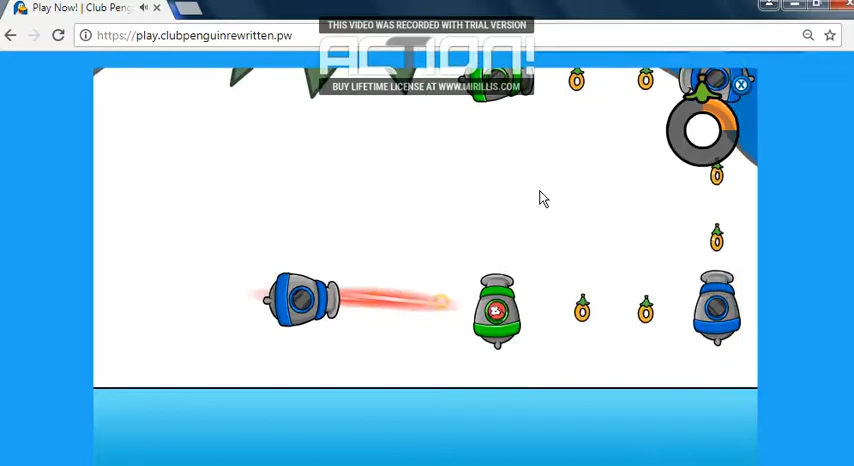 Play Now! | Club Peng
https://play.clubpenguinrewritten.pw
THIS VIDEO WAS RECORDED WITH TRIAL VERSION
ACTION!
BUY LIFETIME LICENSE AT WWW.MIRILLIS.COM